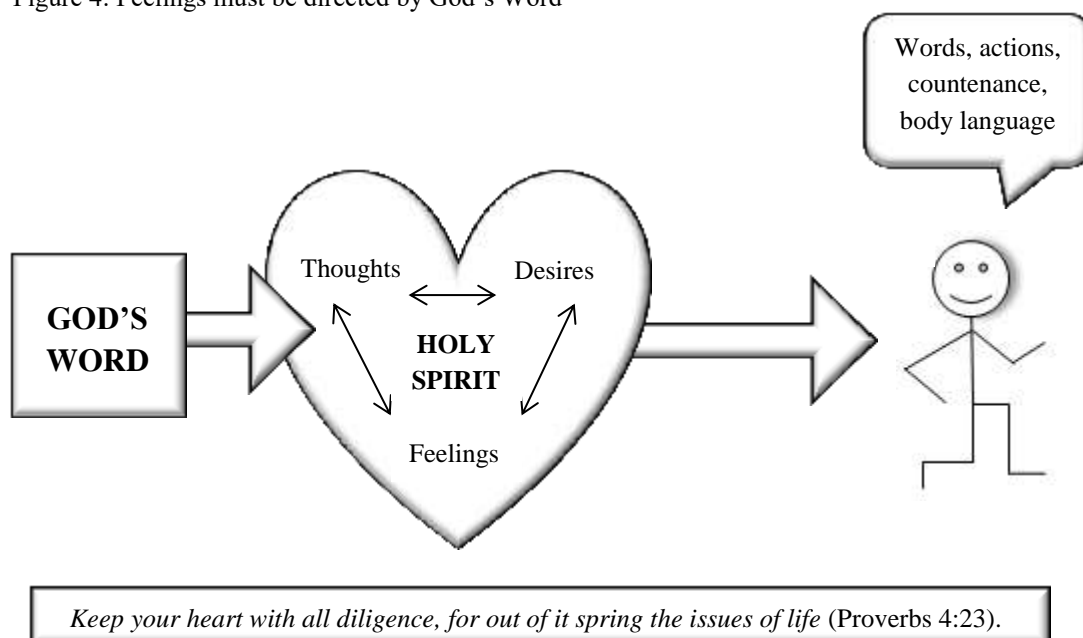 Figure 4: Feelings must be directed by God's Word
Words, actions,
countenance,
body language
Thoughts
Desires
GOD'S
WORD
HOLY
SPIRIT
Feelings
Keep your heart with all diligence, for out of it spring the issues of life (Proverbs 4:23).